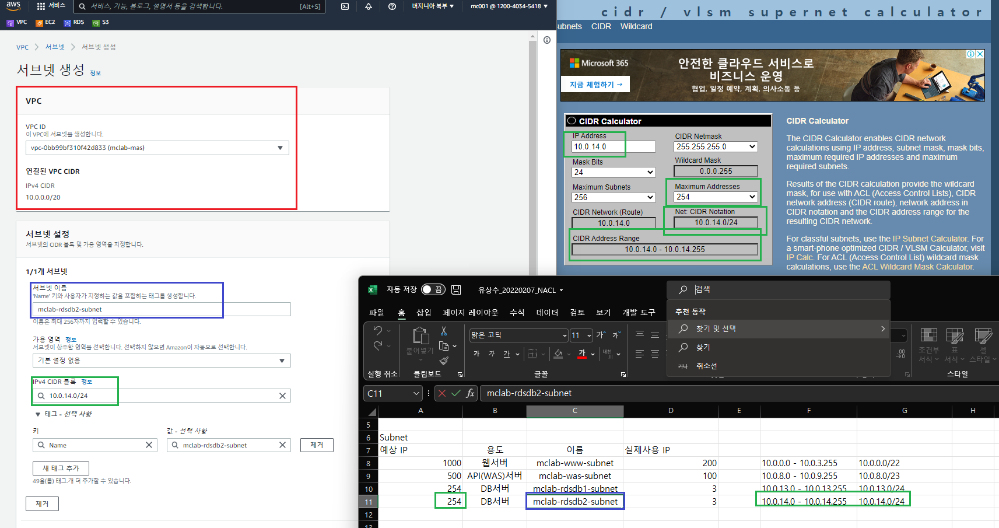 aws
서비스
서비스, 기능, 블로그, 설명서 등을 검색합니다.
[Alt+S]
버지니아 북부 ▼
mc001 @ 1200-4034-5418 ▼
VPC
EC2
RDS
S3
VPC > 서브넷 > 서브넷 생성
서브넷 생성 정보
VPC
VPC ID
이 VPC에 서브넷을 생성합니다.
vpc-0bb99bf310f42d833 (mclab-mas)
연결된 VPC CIDR
IPv4 CIDR
10.0.0.0/20
서브넷 설정
서브넷의 CIDR 블록 및 가용 영역을 지정합니다.
1/1개 서브넷
서브넷 이름
'Name' 키와 사용자가 지정하는 값을 포함하는 태그를 생성합니다.
mclab-rdsdb2-subnet
이름은 최대 256자까지 입력할 수 있습니다.
가용 영역 정보
서브넷이 상주할 영역을 선택합니다. 선택하지 않으면 Amazon이 자동으로 선택합니다.
기본 설정 없음
IPv4 CIDR 블록 정보
10.0.14.0/24
▼ 태그 - 선택 사항
키
값 - 선택 사항
Name
mclab-rdsdb2-subnet
제거
새 태그 추가
49을(를) 태그.개 더 추가할 수 있습니다.
제거
cidr / vlsm supernet calculator
ubnets CIDR Wildcard
Microsoft 365
지금 체험하기 →
안전한 클라우드 서비스로
비즈니스 운영
협업, 일정 예약, 계획, 의사소통 등
CIDR Calculator
IP Address
10.0.14.0
CIDR Netmask
255.255.255.0
Mask Bits
24
Wildcard Mask
0.0.0.255
Maximum Subnets
256
Maximum Addresses
254
CIDR Network (Route)
10.0.14.0
Net: CIDR Notation
10.0.14.0/24
CIDR Address Range
10.0.14.0 - 10.0.14.255
CIDR Calculator
The CIDR Calculator enables CIDR network
calculations using IP address, subnet mask, mask bits,
maximum required IP addresses and maximum
required subnets.
Results of the CIDR calculation provide the wildcard
mask, for use with ACL (Access Control Lists), CIDR
network address (CIDR route), network address in
CIDR notation and the CIDR address range for the
resulting CIDR network.
For classful subnets, use the IP Subnet Calculator. For
a smart-phone optimized CIDR / VLSM Calculator, visit
IP Calc. For ACL (Access Control List) wildcard mask
calculations, use the ACL Wildcard Mask Calculator.
자동 저장 끔
유상수_20220207_NACL
검색
파일 홈 삽입 페이지 레이아웃 수식 데이터 검토 보기 개발 도구
추천 동작
찾기 및 선택
찾기
취소선
붙여넣기
맑은 고딕
11
가 가
가 가 가
가
내천
조건부
서식
표
서식
셀
스타일
실행 취소
클립보드
글꼴
스타일
C11
fx
mclab-rdsdb2-subnet
A B C D E F G H
5
6 Subnet
7 예상 IP 용도 이름 실제사용 IP
8 1000 웹서버 mclab-www-subnet 200 10.0.0.0 - 10.0.3.255 10.0.0.0/22
9 500 API(WAS)서버 mclab-was-subnet 100 10.0.8.0 - 10.0.9.255 10.0.8.0/23
10 254 DB서버 mclab-rdsdb1-subnet 3 10.0.13.0 - 10.0.13.255 10.0.13.0/24
11 254 DB서버 mclab-rdsdb2-subnet 3 10.0.14.0 - 10.0.14.255 10.0.14.0/24
12
13